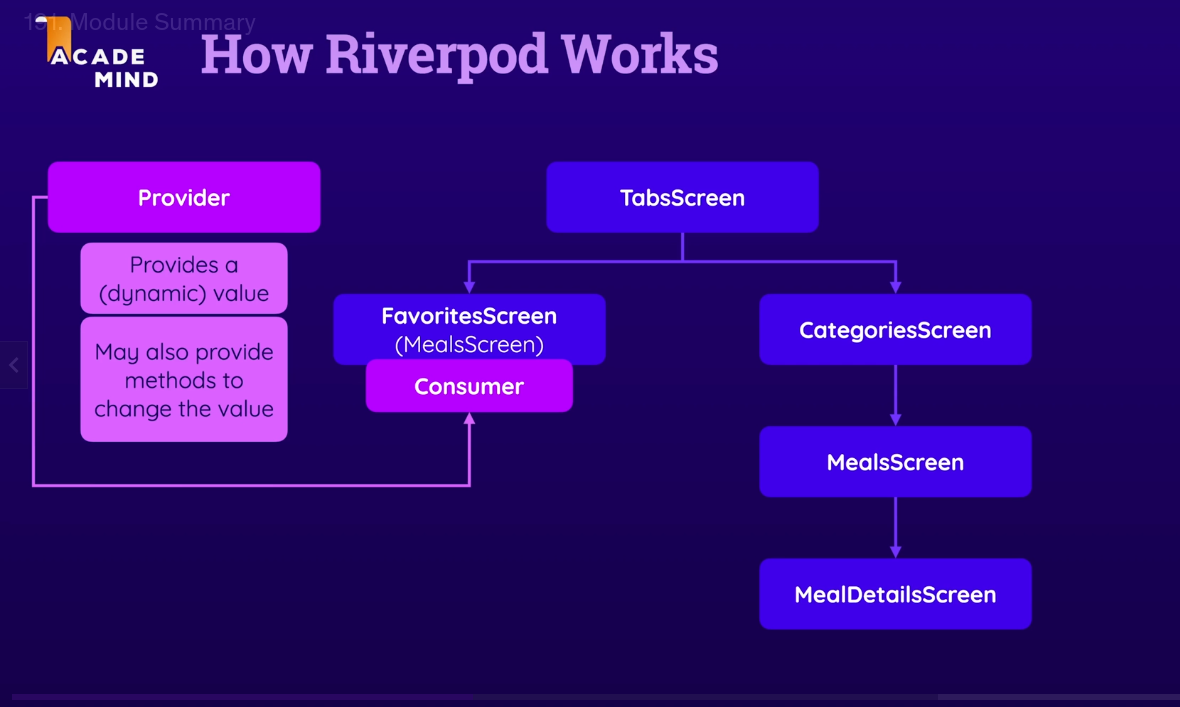 191. Module Summary
ACADE
MIND
How Riverpod Works
Provider
Provides a
(dynamic) value
May also provide
methods to
change the value
TabsScreen
FavoritesScreen
(MealsScreen)
Consumer
CategoriesScreen
MealsScreen
MealDetailsScreen